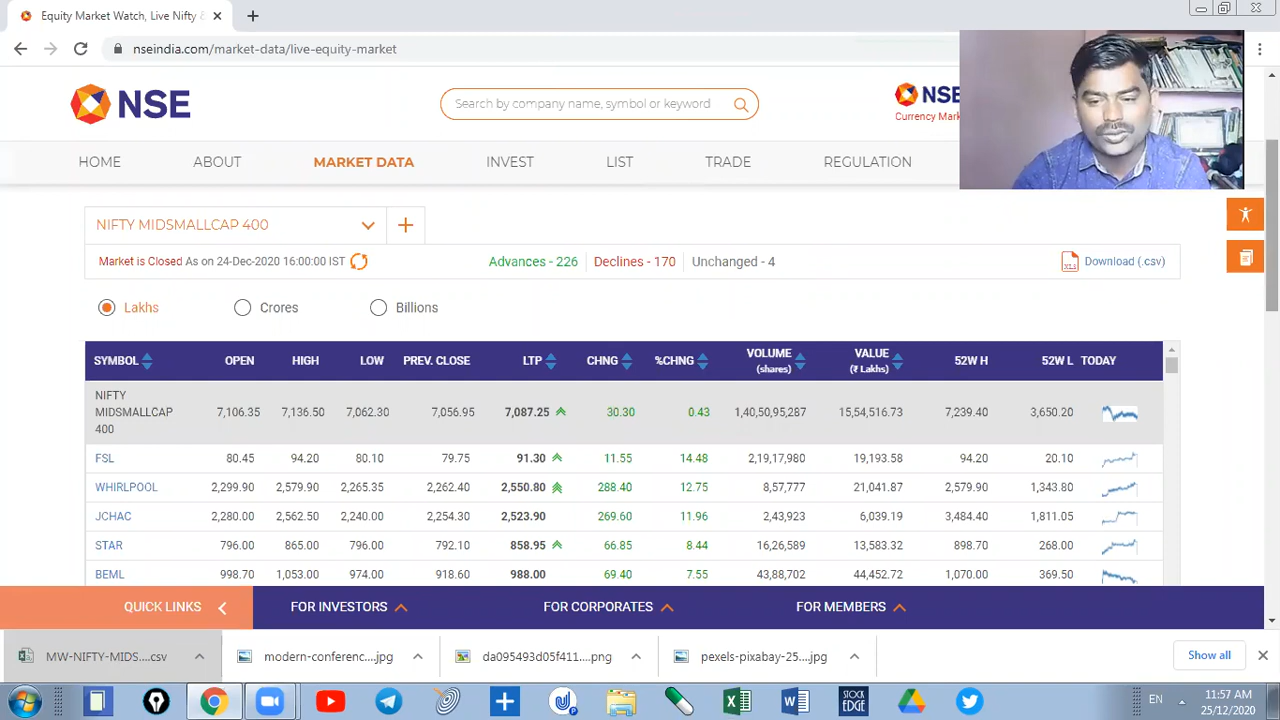 Equity Market Watch, Live Nifty &
nseindia.com/market-data/live-equity-market
NSE
Search by company name, symbol or keyword
NSE
Currency Mar
HOME ABOUT MARKET DATA INVEST LIST TRADE REGULATION
NIFTY MIDSMALLCAP 400
Market is Closed As on 24-Dec-2020 16:00:00 IST Advances - 226 Declines - 170 Unchanged - 4 XLS Download (.csv)
Lakhs Crores Billions
SYMBOL OPEN HIGH LOW PREV. CLOSE LTP CHNG %CHNG VOLUME (shares) VALUE (₹ Lakhs) 52W H 52W L TODAY
NIFTY MIDSMALLCAP 400 7,106.35 7,136.50 7,062.30 7,056.95 7,087.25 30.30 0.43 1,40,50,95,287 15,54,516.73 7,239.40 3,650.20
FSL 80.45 94.20 80.10 79.75 91.30 11.55 14.48 2,19,17,980 19,193.58 94.20 20.10
WHIRLPOOL 2,299.90 2,579.90 2,265.35 2,262.40 2,550.80 288.40 12.75 8,57,777 21,041.87 2,579.90 1,343.80
JCHAC 2,280.00 2,562.50 2,240.00 2,254.30 2,523.90 269.60 11.96 2,43,923 6,039.19 3,484.40 1,811.05
STAR 796.00 865.00 796.00 792.10 858.95 66.85 8.44 16,26,589 13,583.32 898.70 268.00
BEML 998.70 1,053.00 974.00 918.60 988.00 69.40 7.55 43,88,702 44,452.72 1,070.00 369.50
QUICK LINKS FOR INVESTORS FOR CORPORATES FOR MEMBERS
MW-NIFTY-MIDS....csv modern-conferenc....jpg da095493d05f411....png pexels-pixabay-25....jpg Show all
STOCK EDGE
EN 11:57 AM
25/12/2020